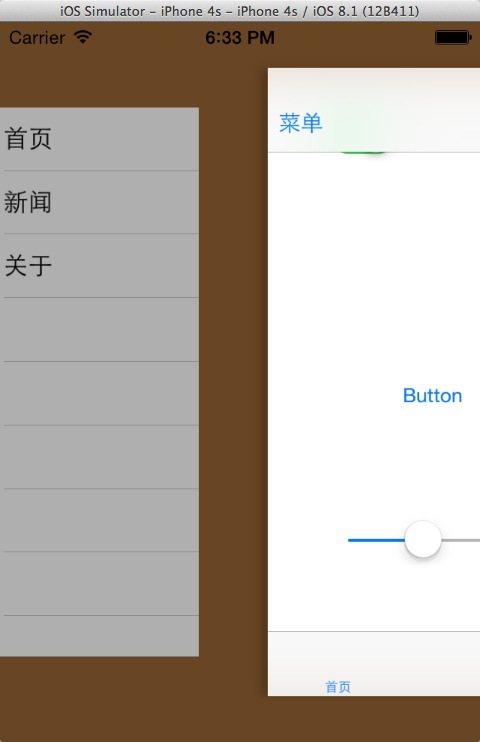 iOS Simulator - iPhone 4s - iPhone 4s / iOS 8.1 (12B411)
Carrier 6:33 PM
首页
新闻
关于
菜单
Button
首页